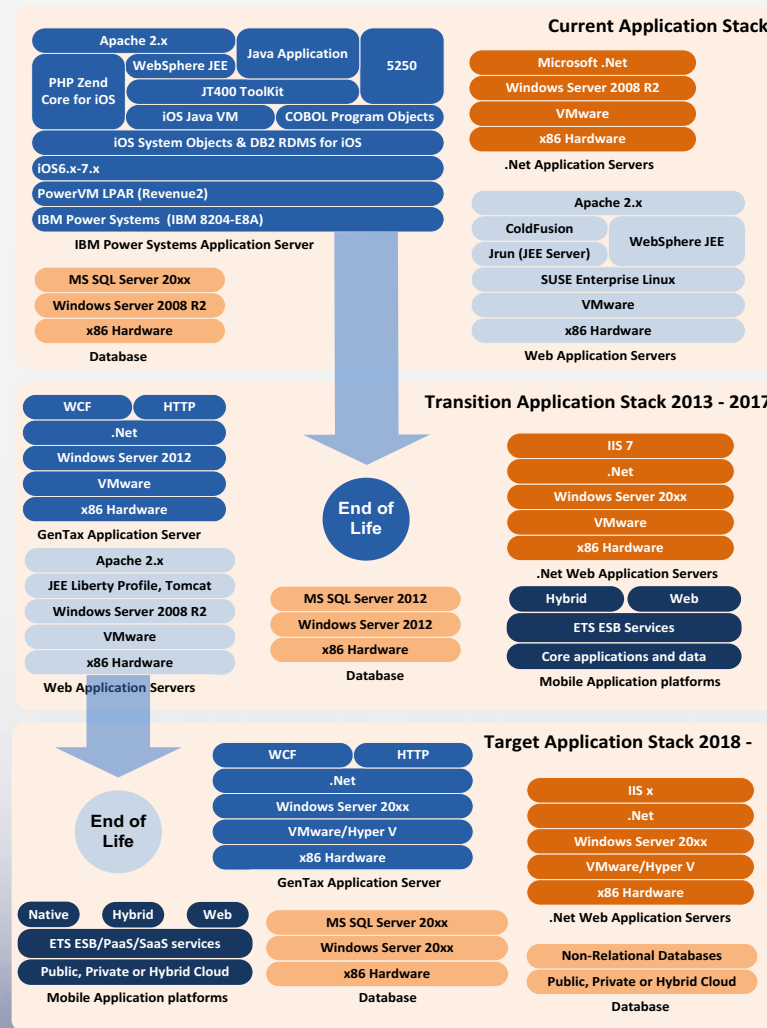 Current Application Stack
Apache 2.x
Java Application
5250
PHP Zend
Core for iOS
WebSphere JEE
JT400 ToolKit
iOS Java VM
COBOL Program Objects
iOS System Objects & DB2 RDMS for iOS
iOS6.x-7.x
PowerVM LPAR (Revenue2)
IBM Power Systems (IBM 8204-E8A)
IBM Power Systems Application Server
Microsoft .Net
Windows Server 2008 R2
VMware
x86 Hardware
.Net Application Servers
Apache 2.x
ColdFusion
Jrun (JEE Server)
WebSphere JEE
SUSE Enterprise Linux
VMware
x86 Hardware
Web Application Servers
MS SQL Server 20xx
Windows Server 2008 R2
x86 Hardware
Database
Transition Application Stack 2013 - 2017
WCF
HTTP
.Net
Windows Server 2012
VMware
x86 Hardware
GenTax Application Server
Apache 2.x
JEE Liberty Profile, Tomcat
Windows Server 2008 R2
VMware
x86 Hardware
Web Application Servers
End of
Life
MS SQL Server 2012
Windows Server 2012
x86 Hardware
Database
IIS 7
.Net
Windows Server 20xx
VMware
x86 Hardware
.Net Web Application Servers
Hybrid
Web
ETS ESB Services
Core applications and data
Mobile Application platforms
Target Application Stack 2018 -
End of
Life
WCF
HTTP
.Net
Windows Server 20xx
VMware/Hyper V
x86 Hardware
GenTax Application Server
IIS x
.Net
Windows Server 20xx
VMware/Hyper V
x86 Hardware
.Net Web Application Servers
Native
Hybrid
Web
ETS ESB/PaaS/SaaS services
Public, Private or Hybrid Cloud
Mobile Application platforms
MS SQL Server 20xx
Windows Server 20xx
x86 Hardware
Database
Non-Relational Databases
Public, Private or Hybrid Cloud
Database